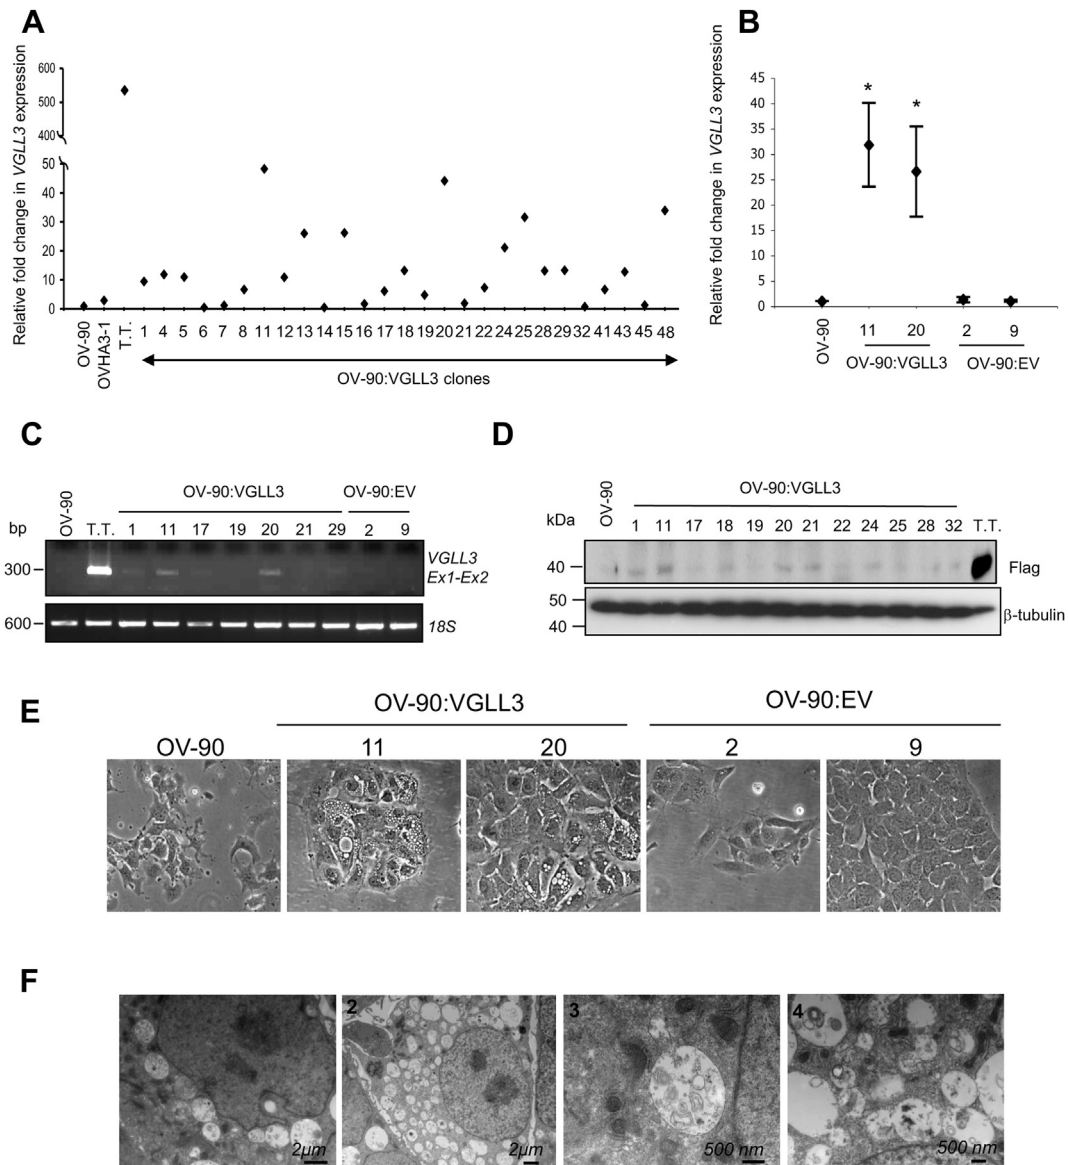 A
Relative fold change in VGLL3 expression
600
500
400
50
40
30
20
10
0
OV-90
OVHA3-1
T.T.
1 4 5 6 7 8 11 12 13 14 15 16 17 18 19 20 21 22 24 25 28 29 32 41 43 45 48
OV-90:VGLL3 clones
B
Relative fold change in VGLL3 expression
45
40
35
30
25
20
15
10
5
0
* *
OV-90
11 20 2 9
OV-90:VGLL3 OV-90:EV
C
OV-90:VGLL3 OV-90:EV
OV-90
bp T.T. 1 11 17 19 20 21 29 2 9
300
VGLL3
Ex1-Ex2
600
18S
D
OV-90:VGLL3
OV-90
kDa 1 11 17 18 19 20 21 22 24 25 28 32 T.T.
40
Flag
50
40
β-tubulin
E
OV-90:VGLL3 OV-90:EV
OV-90 11 20 2 9
F
2 3 4
2µm 2µm 500 nm 500 nm